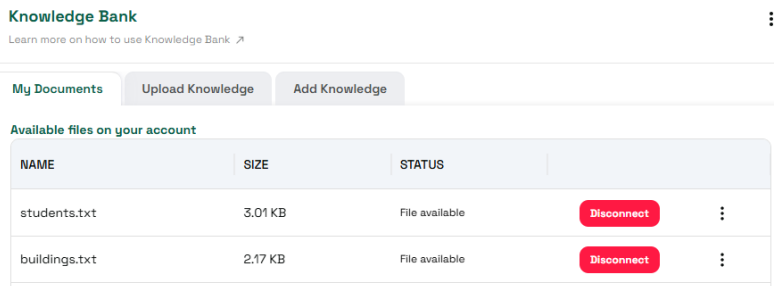 Knowledge Bank
Learn more on how to use Knowledge Bank ↗
My Documents Upload Knowledge Add Knowledge
Available files on your account
NAME SIZE STATUS
students.txt 3.01 KB File available Disconnect
buildings.txt 2.17 KB File available Disconnect